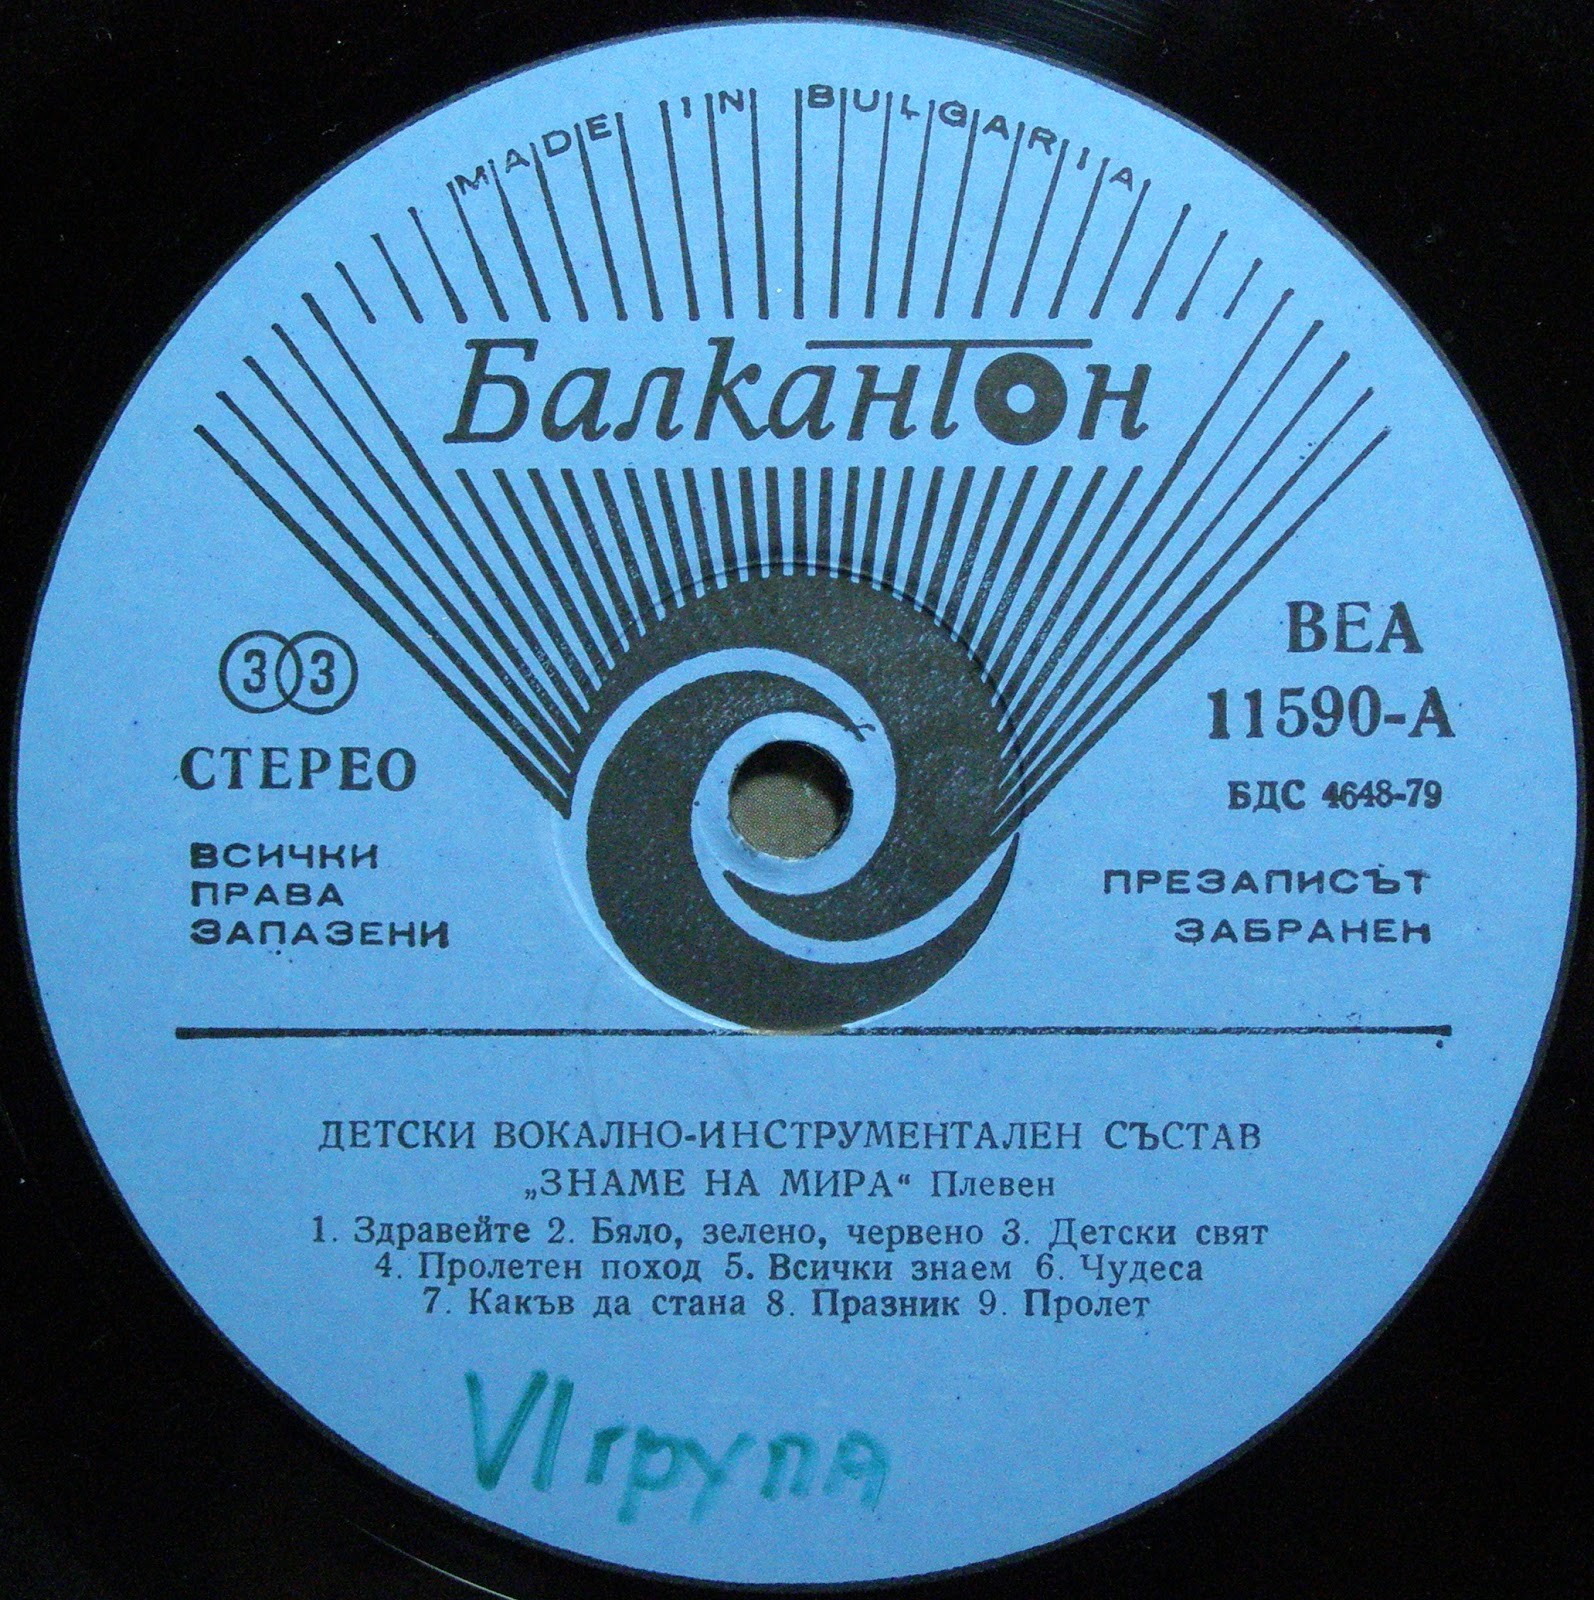 MADE IN BULGARIA
Балкантон
33
СТЕРЕО
ВСИЧКИ
ПРАВА
ЗАПАЗЕНИ
ВЕА
11590-А
БДС 4648-79
ПРЕЗАПИСЪТ
ЗАБРАНЕН
ДЕТСКИ ВОКАЛНО-ИНСТРУМЕНТАЛЕН СЪСТАВ
„ЗНАМЕ НА МИРА“ Плевен
1. Здравейте 2. Бяло, зелено, червено 3. Детски свят
4. Пролетен поход 5. Всички знаем 6. Чудеса
7. Какъв да стана 8. Празник 9. Пролет
VI група